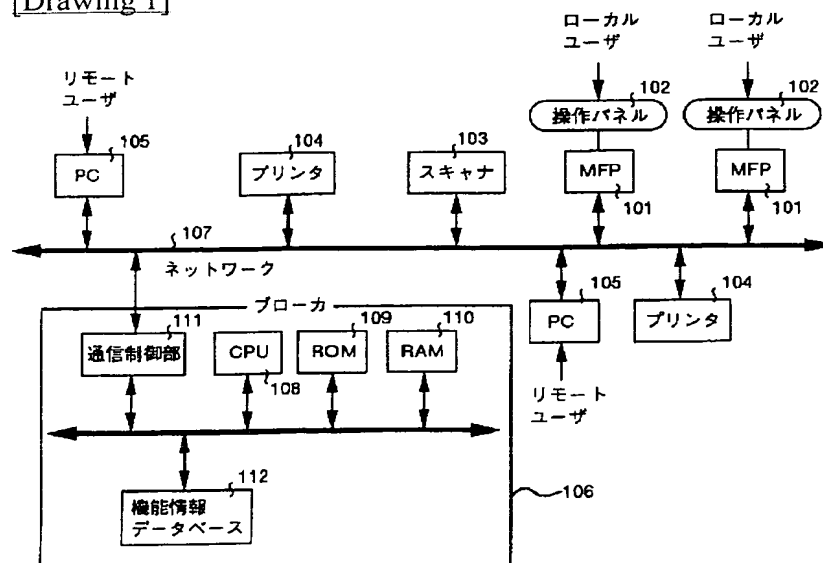 [Drawing 1]
ローカル
ユーザ
ローカル
ユーザ
リモート
ユーザ
102
操作パネル
102
操作パネル
105
PC
104
プリンタ
103
スキャナ
MFP
101
MFP
101
107
ネットワーク
105
PC
リモート
ユーザ
104
プリンタ
ブローカ
111
通信制御部
CPU
108
109
ROM
110
RAM
112
機能情報
データベース
106